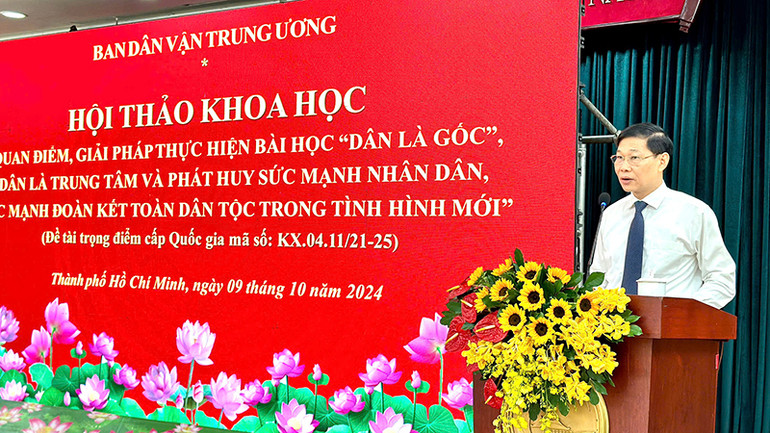 BAN DÂN VẬN TRUNG ƯƠNG
*
HỘI THẢO KHOA HỌC
QUAN ĐIỂM, GIẢI PHÁP THỰC HIỆN BÀI HỌC “DÂN LÀ GỐC”,
DÂN LÀ TRUNG TÂM VÀ PHÁT HUY SỨC MẠNH NHÂN DÂN,
MẠNH ĐOÀN KẾT TOÀN DÂN TỘC TRONG TÌNH HÌNH MỚI”
(Đề tài trọng điểm cấp Quốc gia mã số: KX.04.11/21-25)
Thành phố Hồ Chí Minh, ngày 09 tháng 10 năm 2024